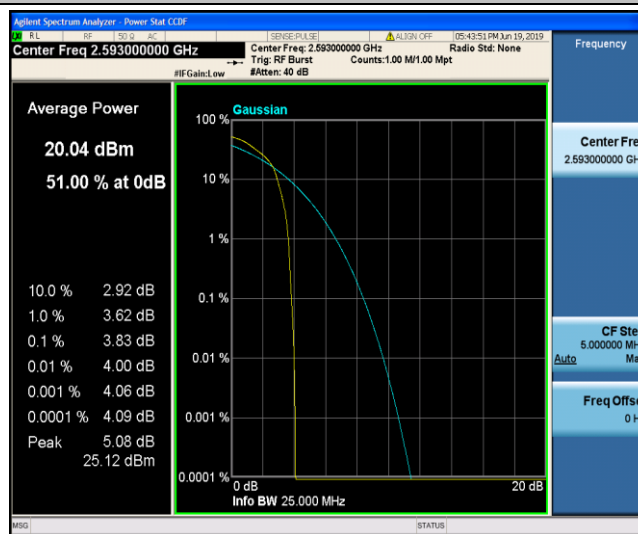 Agilent Spectrum Analyzer - Power Stat CCDF
RL RF 50 Ω AC SENSE:PULSE ALIGN OFF 05:43:51 PM Jun 19, 2019
Center Freq 2.593000000 GHz
Center Freq: 2.593000000 GHz Radio Std: None
Trig: RF Burst Counts:1.00 M/1.00 Mpt
#IFGain:Low #Atten: 40 dB
Frequency
Average Power
20.04 dBm
51.00 % at 0dB
10.0 % 2.92 dB
1.0 % 3.62 dB
0.1 % 3.83 dB
0.01 % 4.00 dB
0.001 % 4.06 dB
0.0001 % 4.09 dB
Peak 5.08 dB
25.12 dBm
Gaussian
100 %
10 %
1 %
0.1 %
0.01 %
0.001 %
0.0001 %
0 dB 20 dB
Info BW 25.000 MHz
Center Fre
2.593000000 GH
CF Ste
5.000000 MH
Auto Ma
Freq Offse
0 H
MSG STATUS